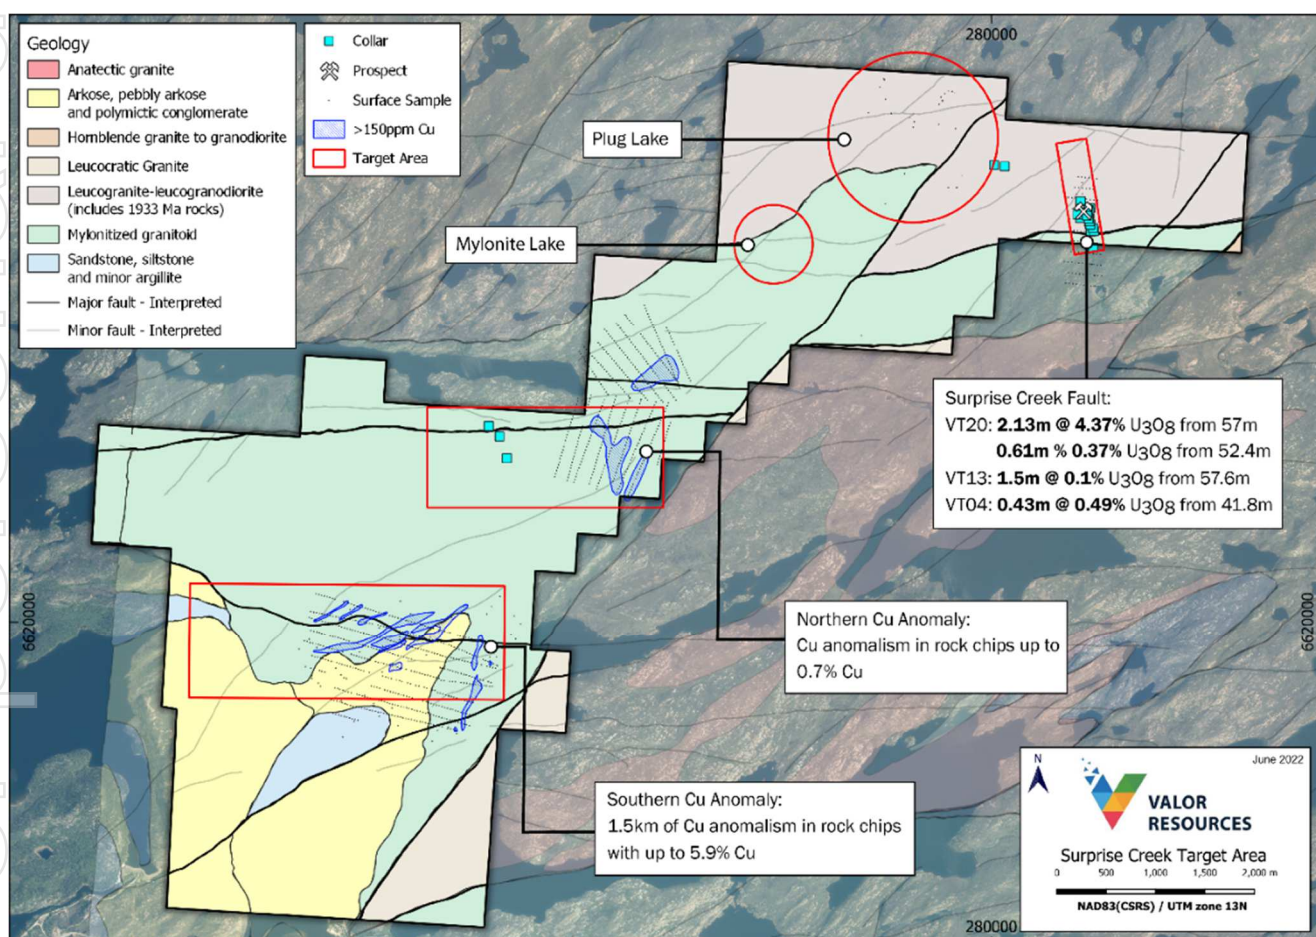 Geology
Anatectic granite
Arkose, pebbly arkose
and polymictic conglomerate
Hornblende granite to granodiorite
Leucocratic Granite
Leucogranite-leucogranodiorite
(includes 1933 Ma rocks)
Mylonitized granitoid
Sandstone, siltstone
and minor argillite
Major fault - Interpreted
Minor fault - Interpreted
Collar
Prospect
Surface Sample
>150ppm Cu
Target Area
280000
Plug Lake
Mylonite Lake
Surprise Creek Fault:
VT20: 2.13m @ 4.37% U3O8 from 57m
0.61m % 0.37% U3O8 from 52.4m
VT13: 1.5m @ 0.1% U3O8 from 57.6m
VT04: 0.43m @ 0.49% U3O8 from 41.8m
6620000
6620000
Northern Cu Anomaly:
Cu anomalism in rock chips up to
0.7% Cu
Southern Cu Anomaly:
1.5km of Cu anomalism in rock chips
with up to 5.9% Cu
280000
N
June 2022
VALOR
RESOURCES
Surprise Creek Target Area
0 500 1,000 1,500 2,000 m
NAD83(CSRS) / UTM zone 13N